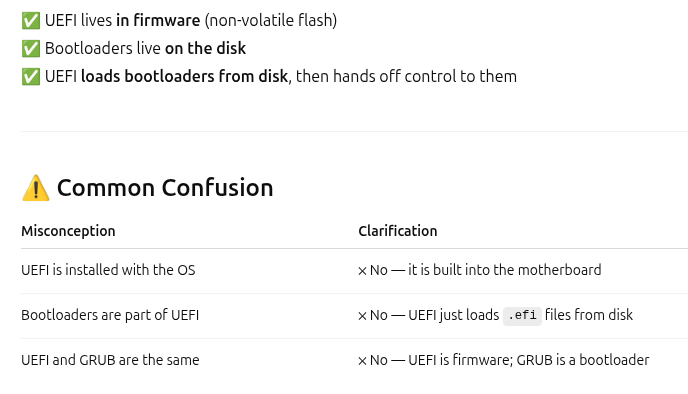 ✅ UEFI lives in firmware (non-volatile flash)
✅ Bootloaders live on the disk
✅ UEFI loads bootloaders from disk, then hands off control to them
⚠️ Common Confusion
Misconception Clarification
UEFI is installed with the OS × No — it is built into the motherboard
Bootloaders are part of UEFI × No — UEFI just loads .efi files from disk
UEFI and GRUB are the same × No — UEFI is firmware; GRUB is a bootloader